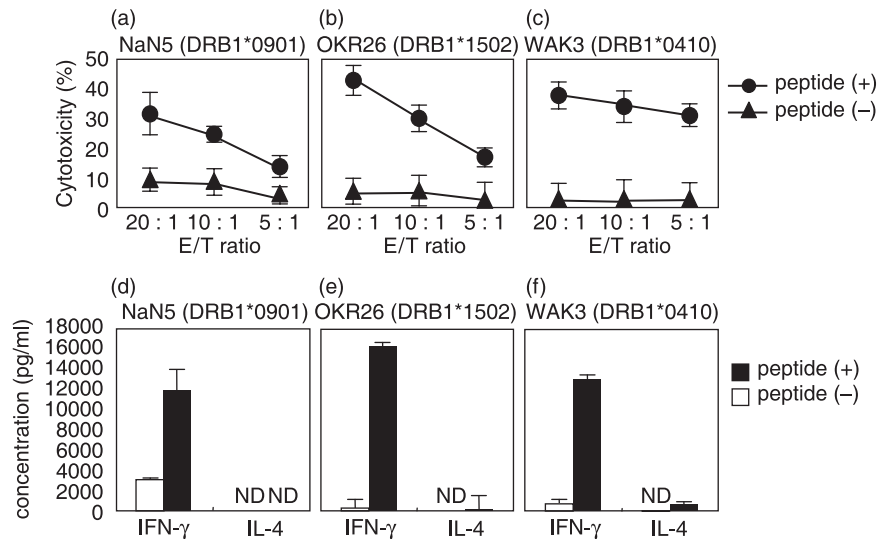 (a)
(b)
(c)
NaN5 (DRB1*0901)
OKR26 (DRB1*1502)
WAK3 (DRB1*0410)
Cytotoxicity (%)
50
40
30
20
10
0
20 : 1 10 : 1 5 : 1
20 : 1 10 : 1 5 : 1
20 : 1 10 : 1 5 : 1
E/T ratio
E/T ratio
E/T ratio
peptide (+)
peptide (–)
(d)
(e)
(f)
NaN5 (DRB1*0901)
OKR26 (DRB1*1502)
WAK3 (DRB1*0410)
concentration (pg/ml)
18000
16000
14000
12000
10000
8000
6000
4000
2000
0
ND ND
ND
ND
IFN-γ IL-4
IFN-γ IL-4
IFN-γ IL-4
peptide (+)
peptide (–)